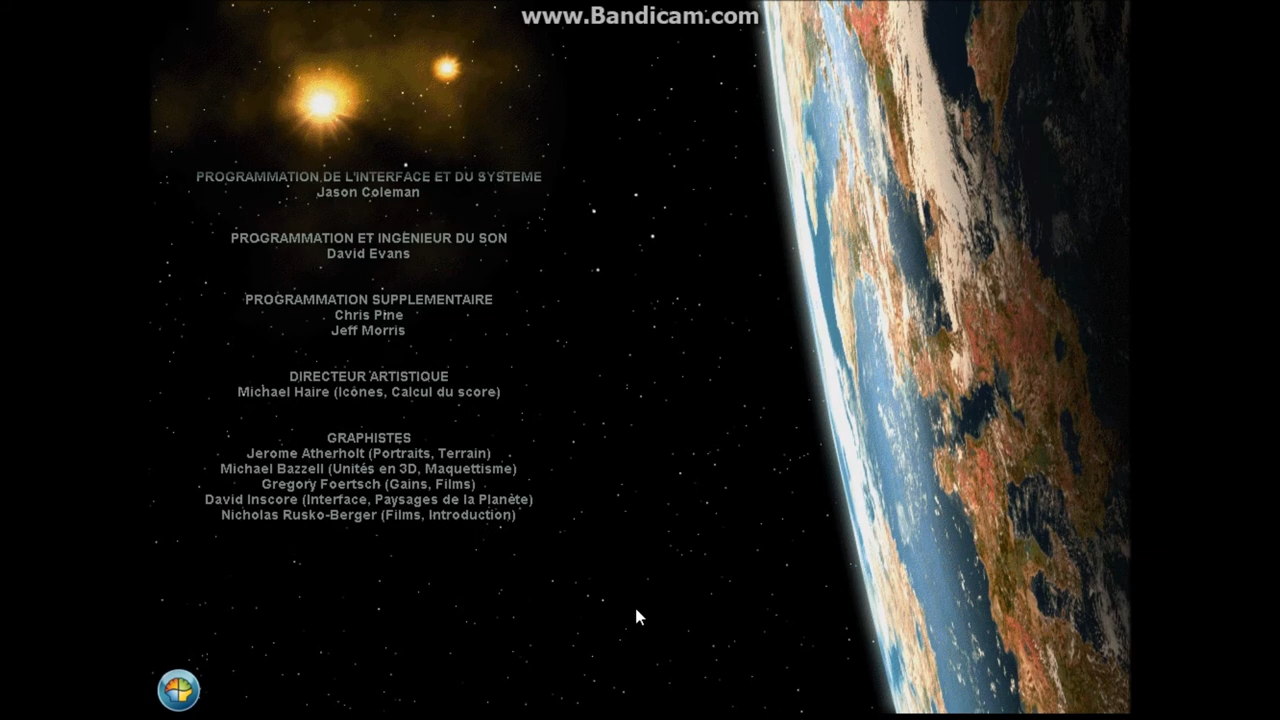 www.Bandicam.com
PROGRAMMATION DE L'INTERFACE ET DU SYSTEME
Jason Coleman
PROGRAMMATION ET INGENIEUR DU SON
David Evans
PROGRAMMATION SUPPLEMENTAIRE
Chris Pine
Jeff Morris
DIRECTEUR ARTISTIQUE
Michael Haire (Icônes, Calcul du score)
GRAPHISTES
Jerome Atherholt (Portraits, Terrain)
Michael Bazzell (Unités en 3D, Maquettisme)
Gregory Foertsch (Gains, Films)
David Inscore (Interface, Paysages de la Planète)
Nicholas Rusko-Berger (Films, Introduction)